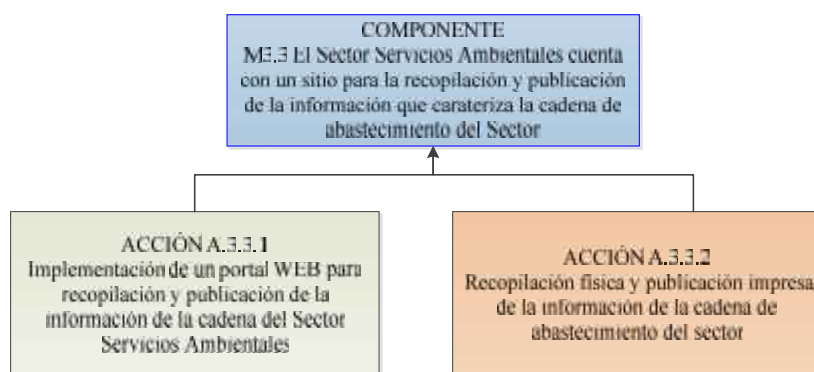 COMPONENTE
M3.3 El Sector Servicios Ambientales cuenta
con un sitio para la recopilación y publicación
de la información que carateriza la cadena de
abastecimiento del Sector
ACCIÓN A.3.3.1
Implementación de un portal WEB para
recopilación y publicación de la
información de la cadena del Sector
Servicios Ambientales
ACCIÓN A.3.3.2
Recopilación física y publicación impresa
de la información de la cadena de
abastecimiento del sector